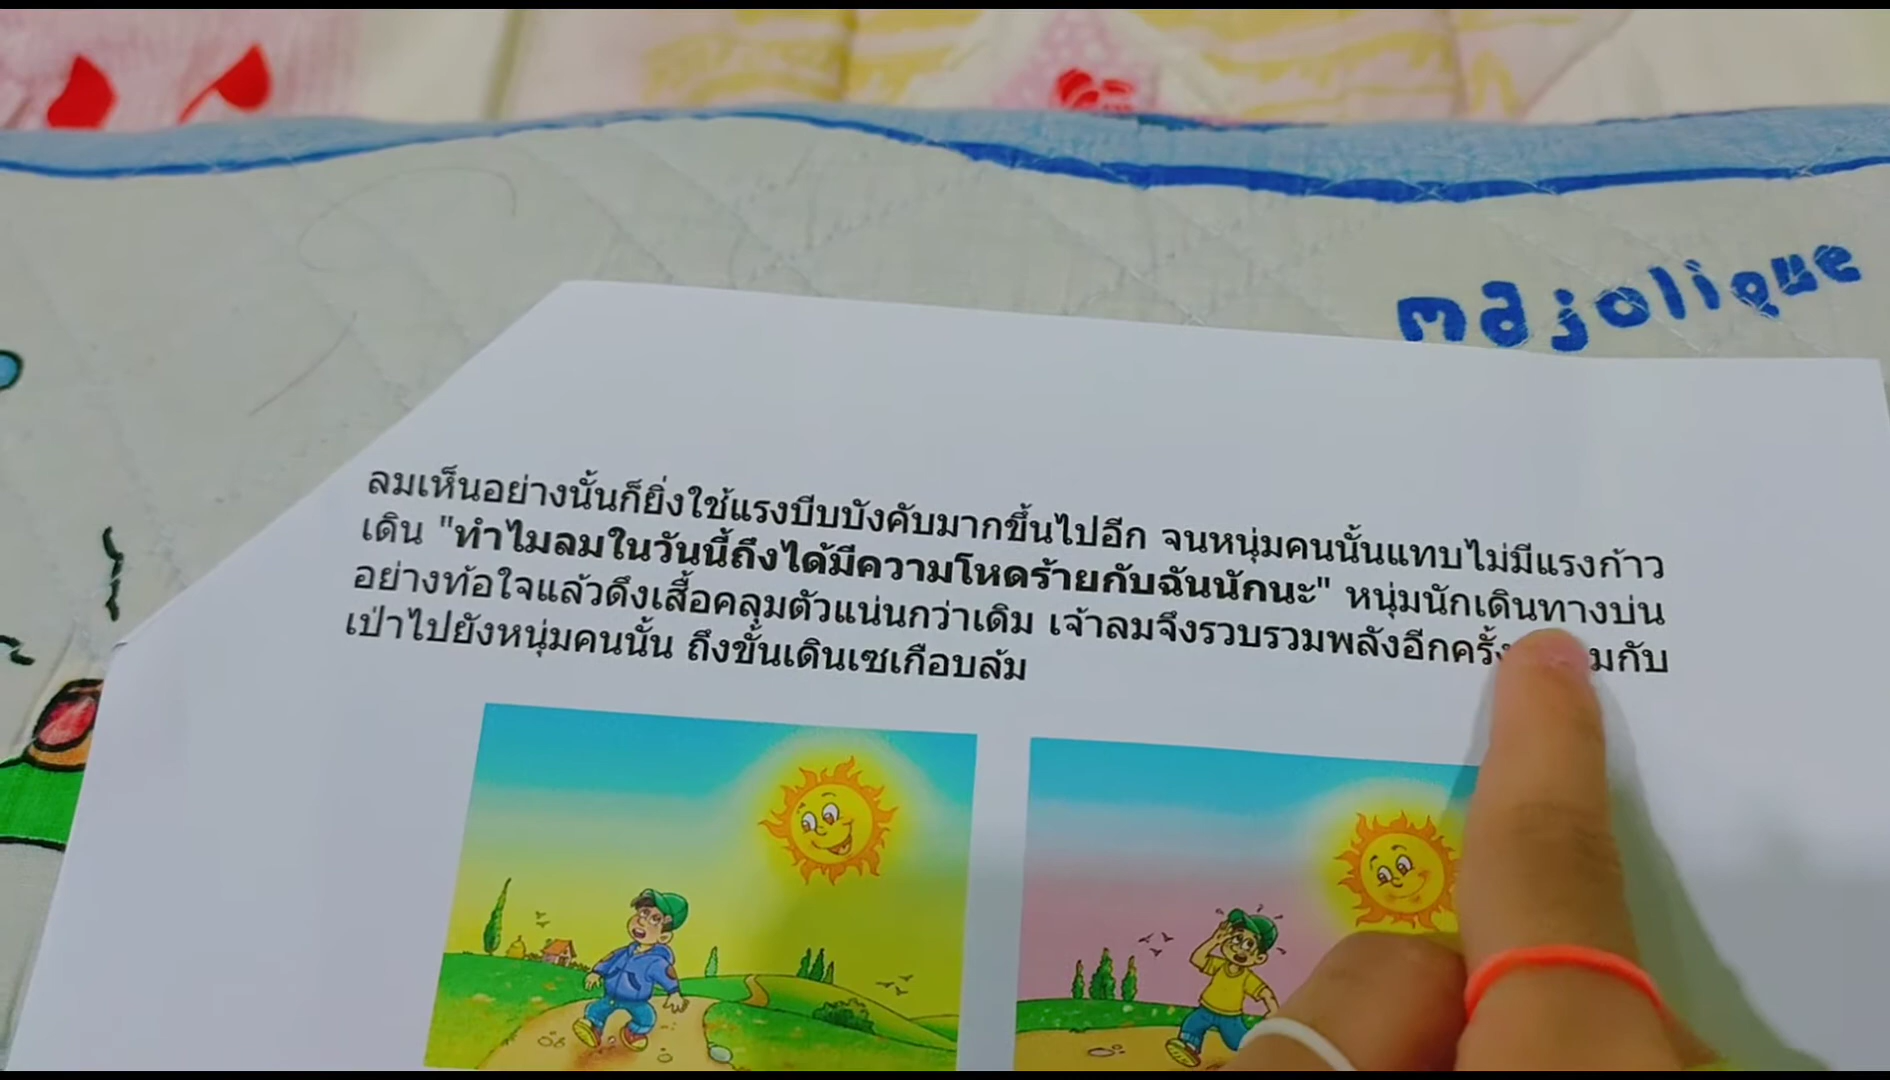 majolique
ลมเห็นอย่างนั้นก็ยิ่งใช้แรงบีบบังคับมากขึ้นไปอีก จนหนุ่มคนนั้นแทบไม่มีแรงก้าว
เดิน "ทำไมลมในวันนี้ถึงได้มีความโหดร้ายกับฉันนักนะ" หนุ่มนักเดินทางบ่น
อย่างท้อใจแล้วดึงเสื้อคลุมตัวแน่นกว่าเดิม เจ้าลมจึงรวบรวมพลังอีกครั้ง มกับ
เป่าไปยังหนุ่มคนนั้น ถึงขั้นเดินเซเกือบล้ม